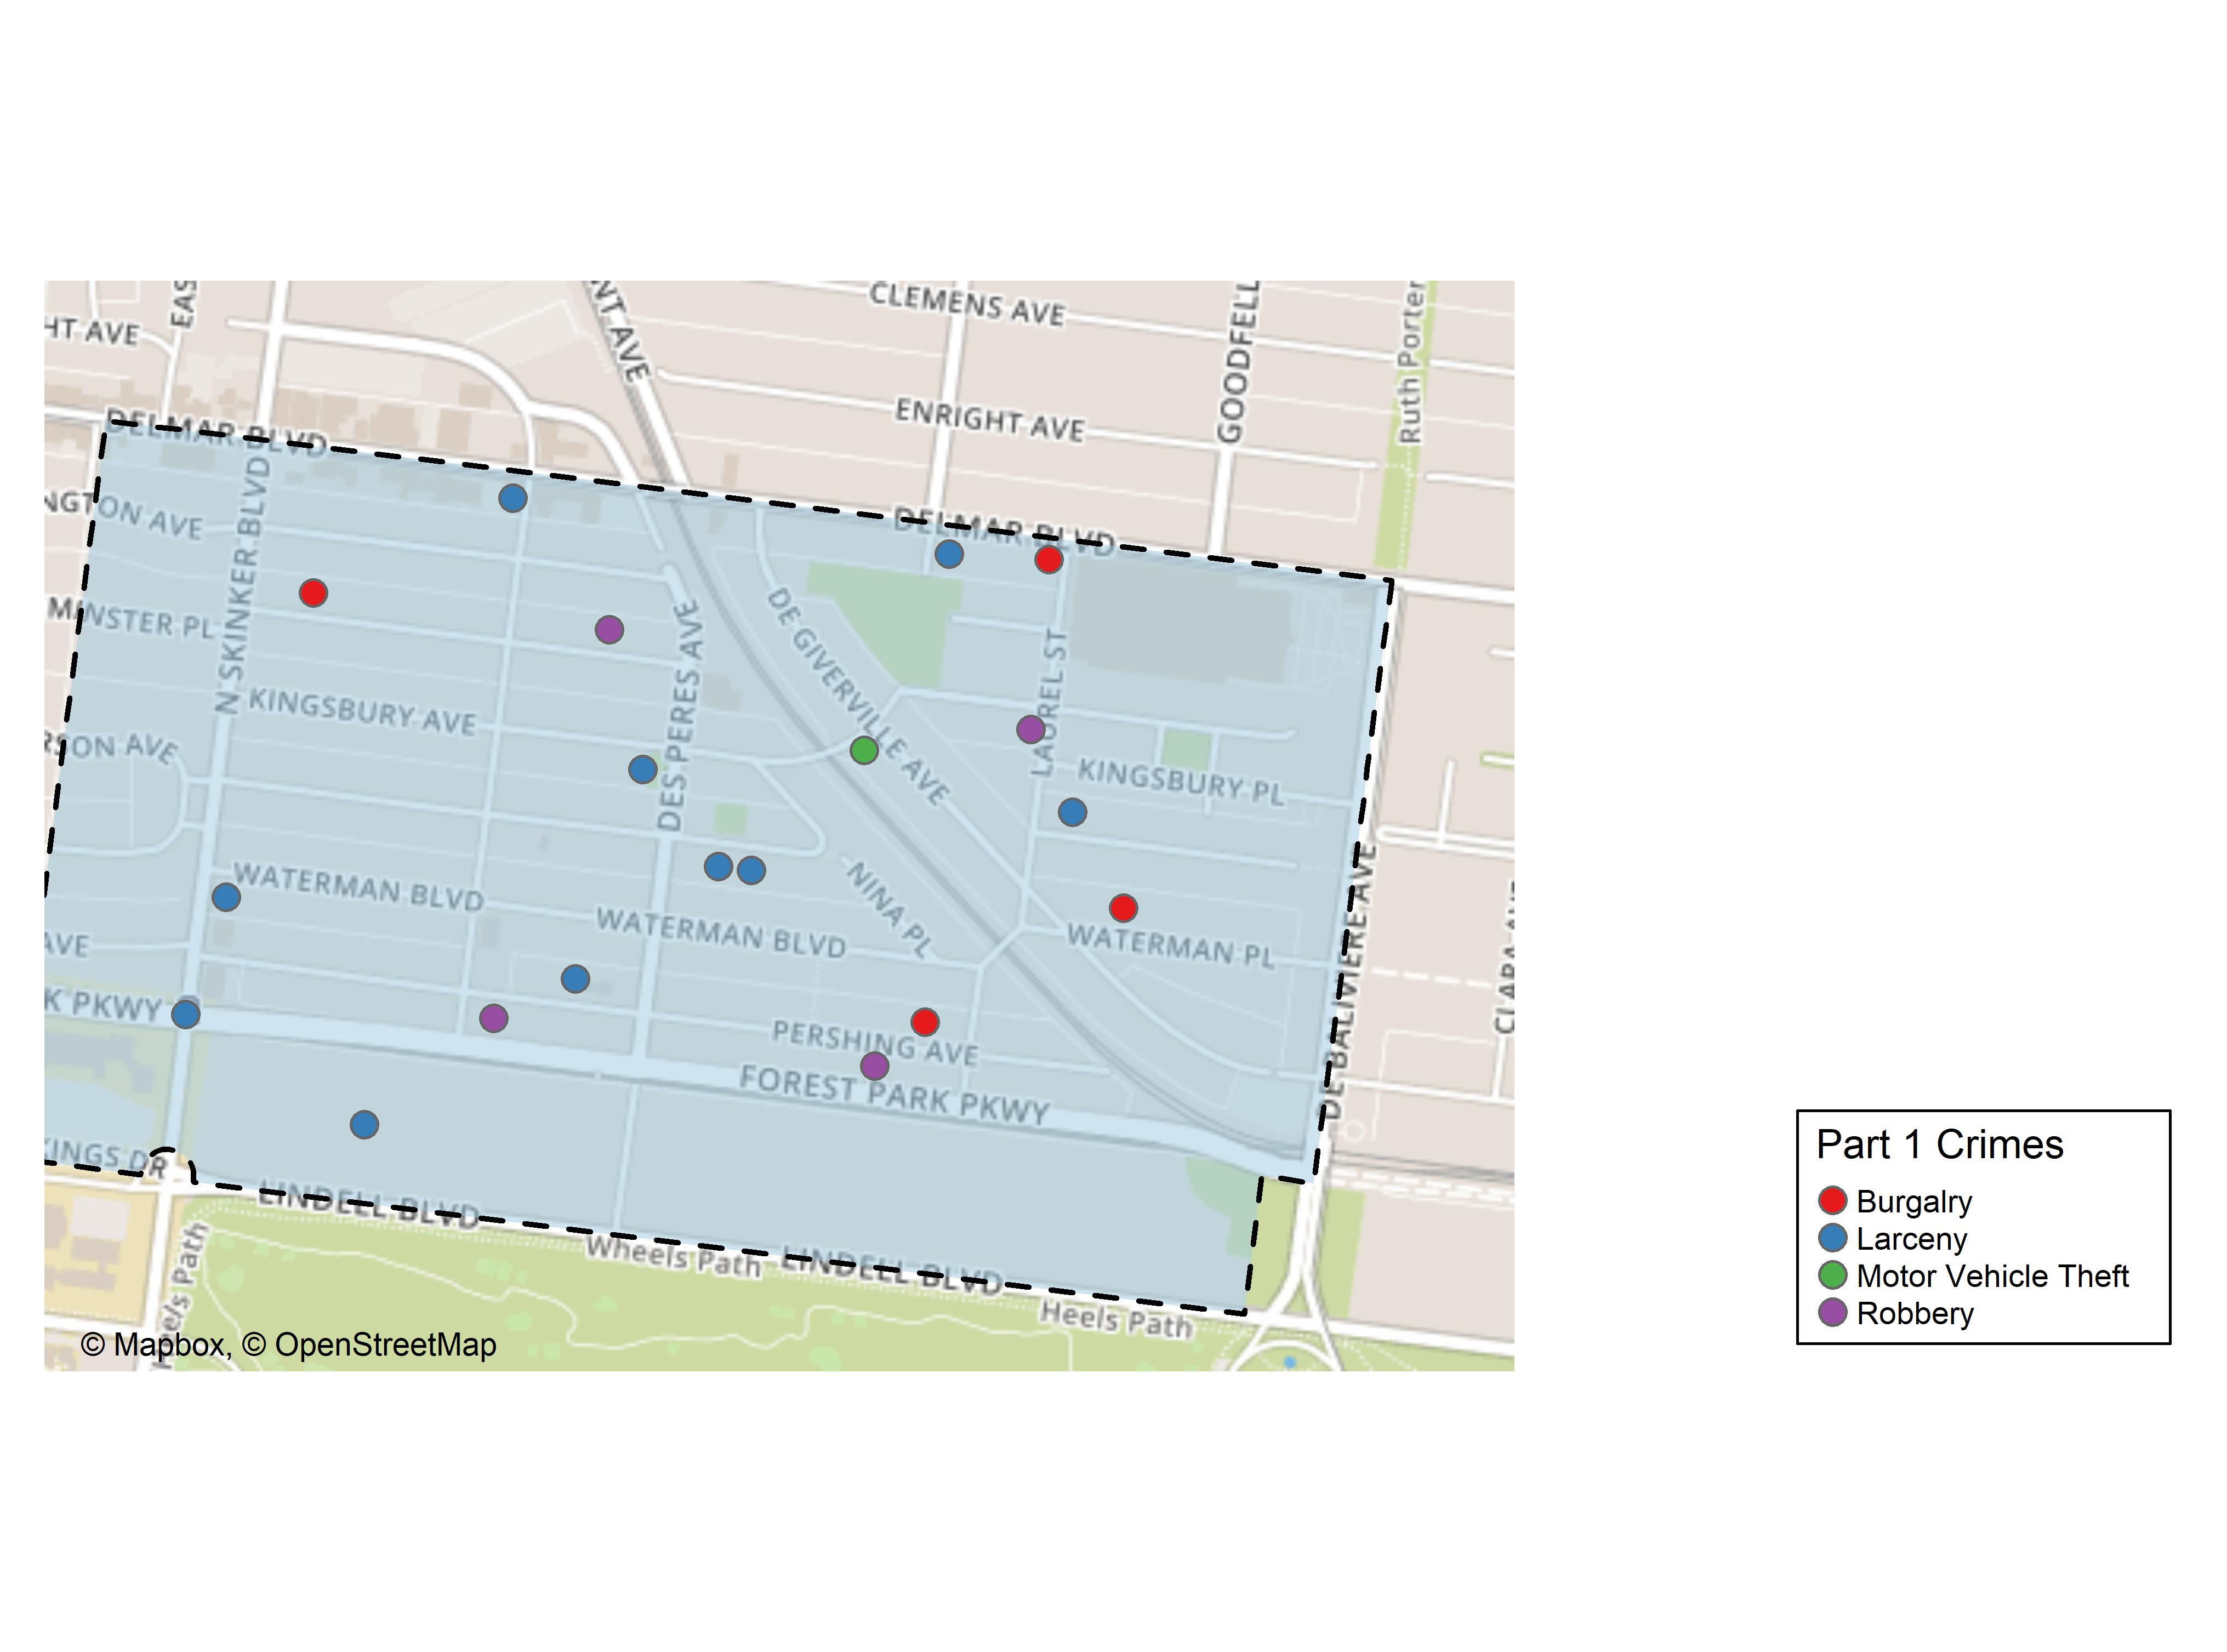 CLEMENS AVE
HT AVE
EAS
NT AVE
GOODFELL
Ruth Porter
ENRIGHT AVE
DELMAR BLVD
NGTON AVE
DELMAR BLVD
N SKINKER BLVD
MINSTER PL
DE GIVERVILLE AVE
DES PERES AVE
LAUREL ST
KINGSBURY AVE
RSON AVE
KINGSBURY PL
WATERMAN BLVD
NINA PL
WATERMAN BLVD
WATERMAN PL
AVE
DE BALIVIERE AVE
CLARA AVE
K PKWY
PERSHING AVE
FOREST PARK PKWY
KINGS DR
LINDELL BLVD
Wheels Path
LINDELL BLVD
Heels Path
Heels Path
© Mapbox, © OpenStreetMap
Part 1 Crimes
Burgalry
Larceny
Motor Vehicle Theft
Robbery